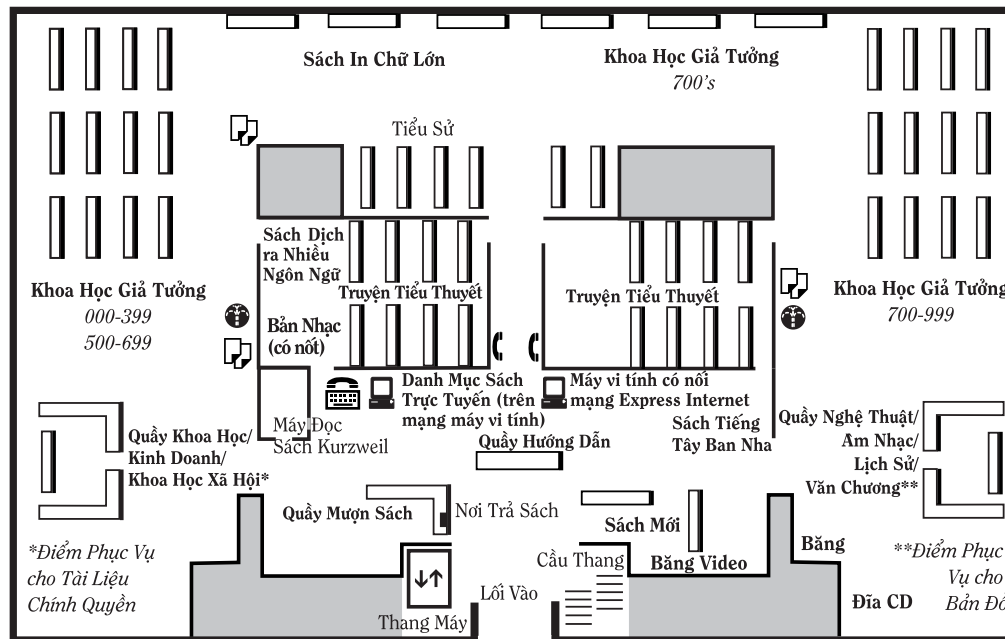 Sách In Chữ Lớn
Khoa Học Giả Tưởng
700's
Tiểu Sử
Sách Dịch
ra Nhiều
Ngôn Ngữ
Truyện Tiểu Thuyết
Truyện Tiểu Thuyết
Khoa Học Giả Tưởng
000-399
500-699
Khoa Học Giả Tưởng
700-999
Bản Nhạc
(có nốt)
Danh Mục Sách
Trực Tuyến (trên
mạng máy vi tính)
Máy vi tính có nối
mạng Express Internet
Máy Đọc
Sách Kurzweil
Sách Tiếng
Tây Ban Nha
Quầy Hướng Dẫn
Quầy Khoa Học/
Kinh Doanh/
Khoa Học Xã Hội*
Quầy Nghệ Thuật/
Am Nhạc/
Lịch Sử/
Văn Chương**
Quầy Mượn Sách
Nơi Trả Sách
Sách Mới
Băng Video
Băng
Đĩa CD
*Điểm Phục Vụ
cho Tài Liệu
Chính Quyền
**Điểm Phục
Vụ cho
Bản Đồ
Cầu Thang
Lối Vào
Thang Máy